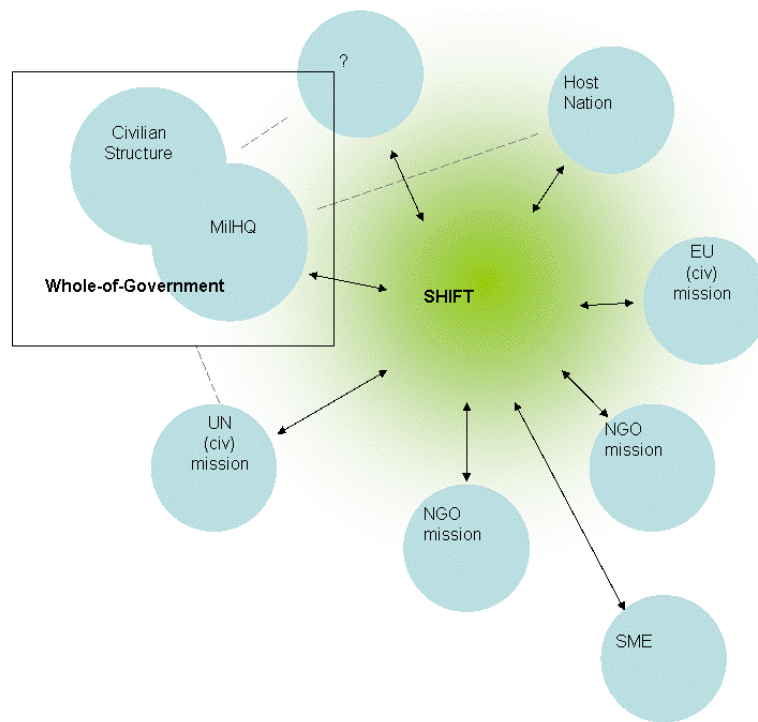 ?
Host
Nation
Civilian
Structure
MilHQ
Whole-of-Government
SHIFT
EU
(civ)
mission
UN
(civ)
mission
NGO
mission
NGO
mission
SME